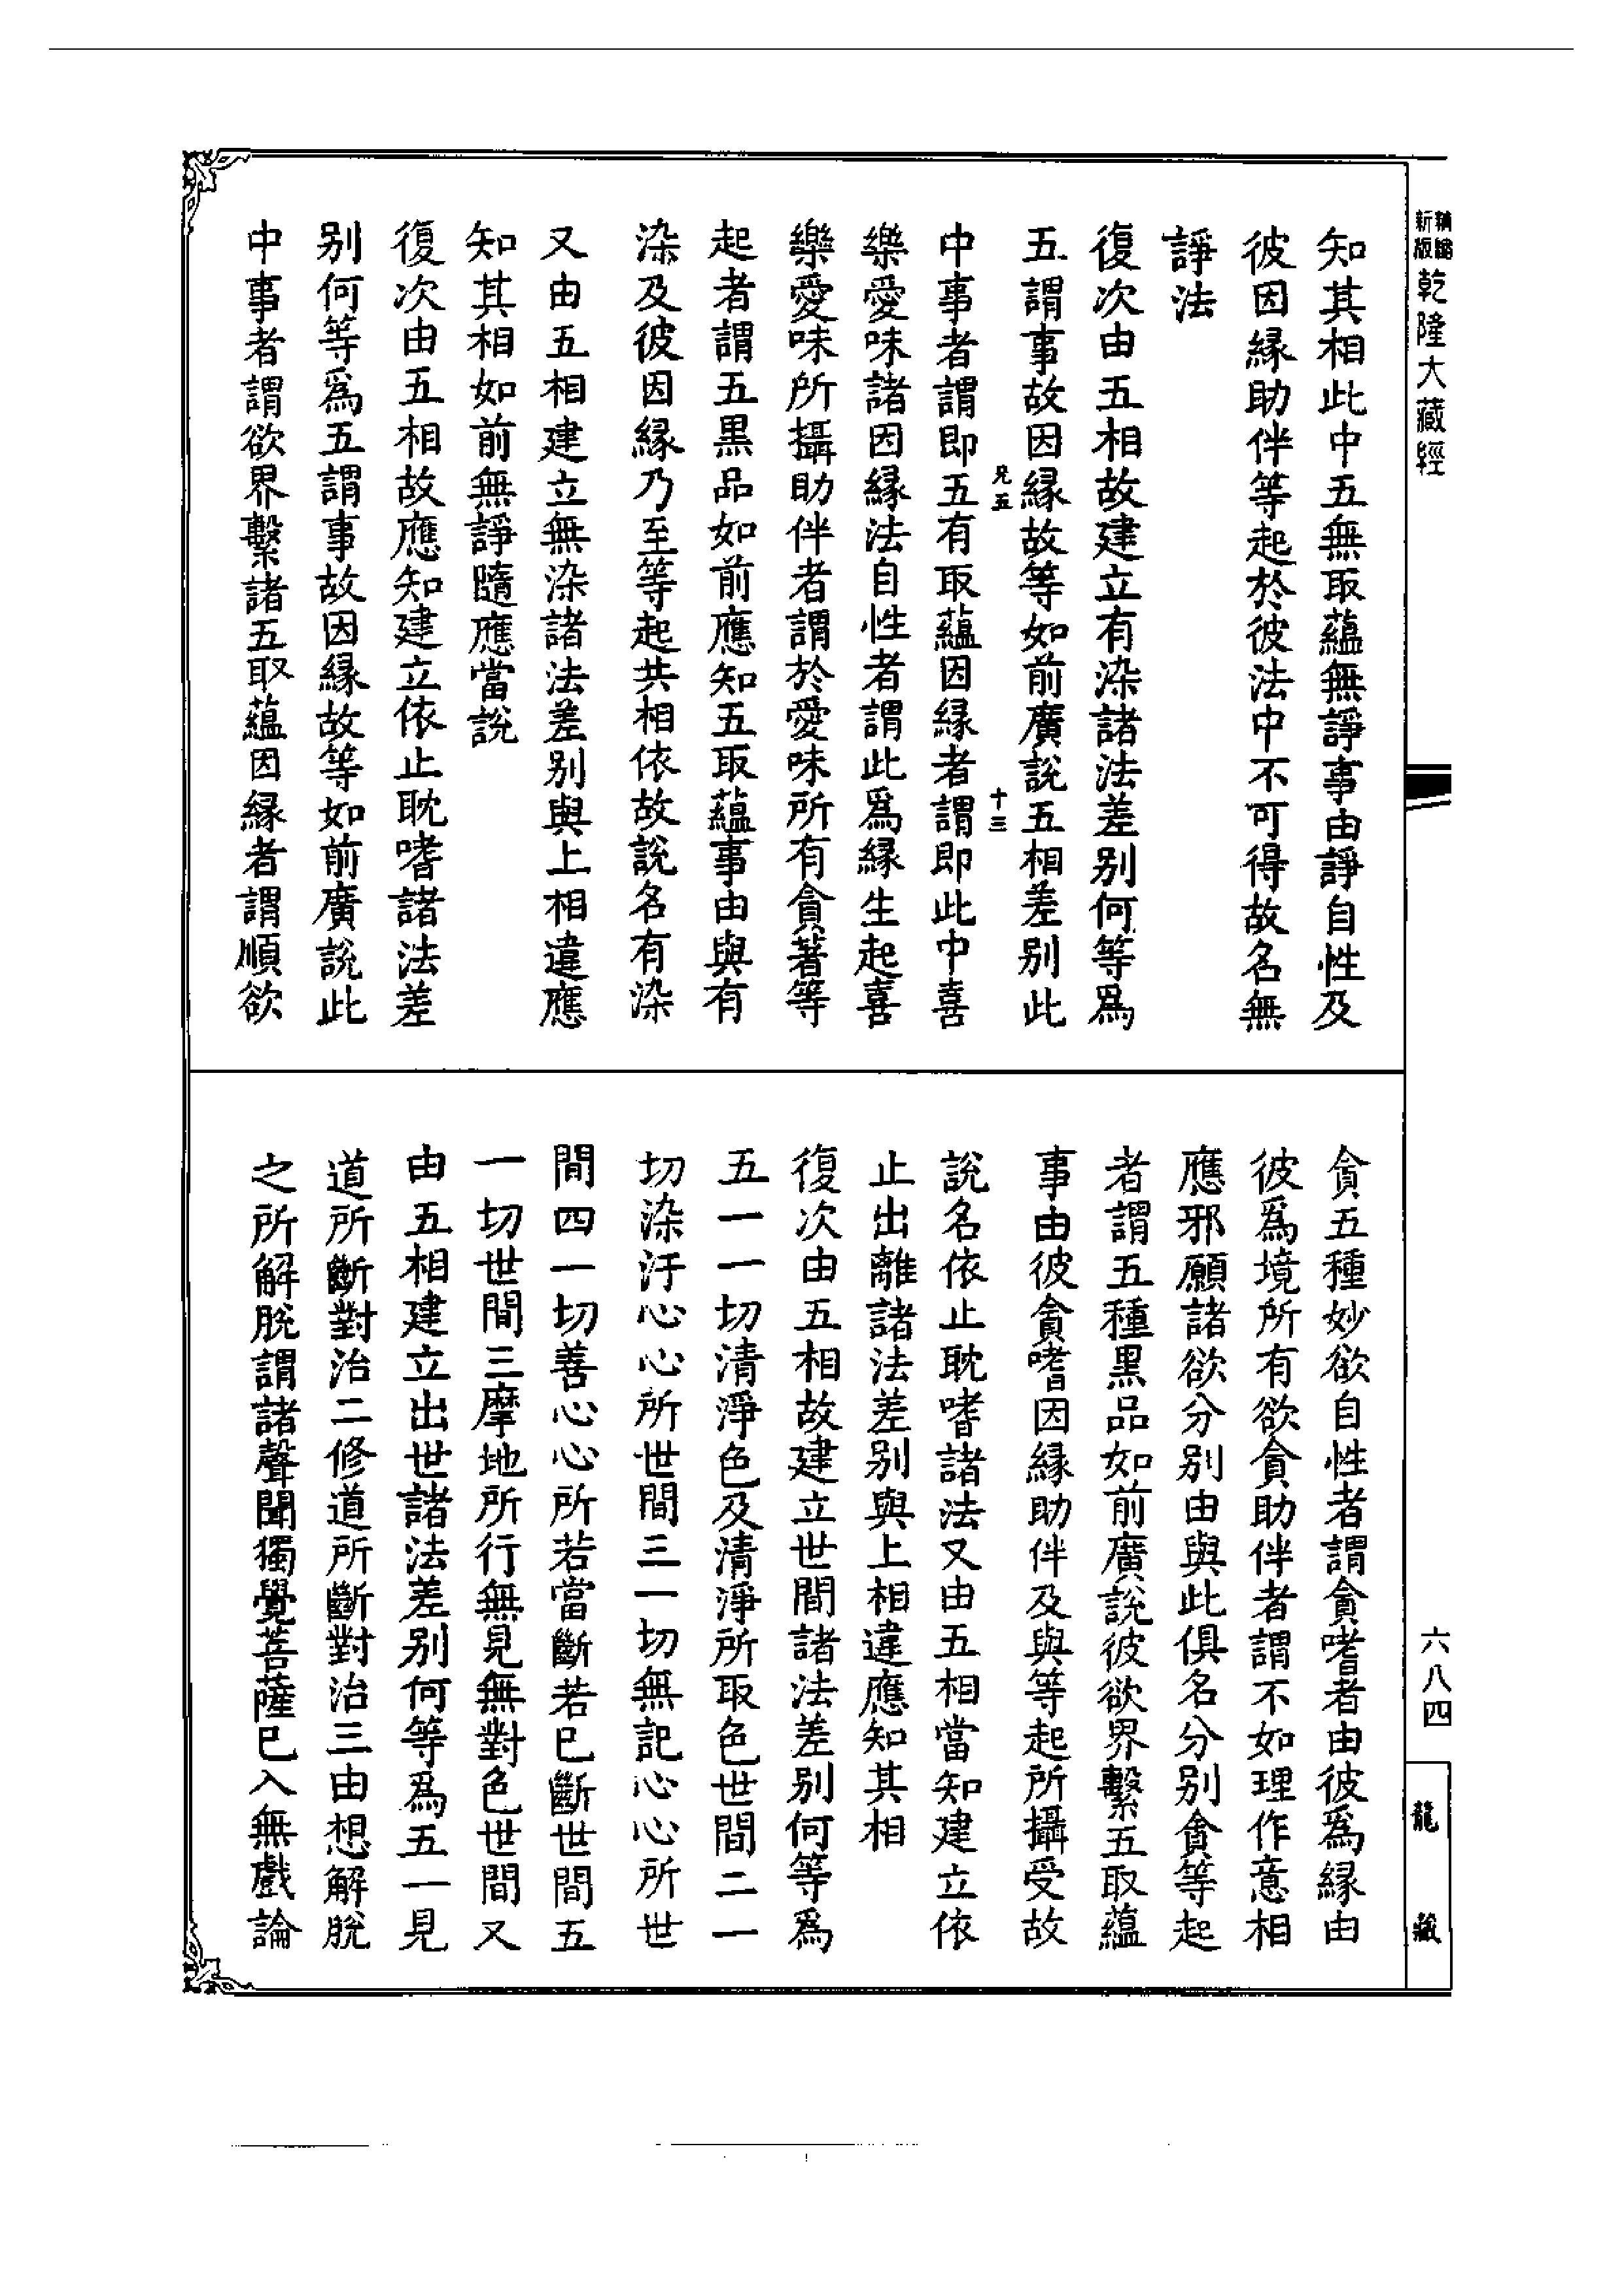 新版
精縮
乾隆大藏經
知其相此中五無取蘊無諍事由諍自性及
彼因緣助伴等起於彼法中不可得故名無
諍法
復次由五相故建立有染諸法差别何等爲
五謂事故因緣故等如前廣說五相差别此
兄五
十三
中事者謂即五有取蘊因緣者謂即此中喜
樂愛味諸因緣法自性者謂此爲緣生起喜
樂愛味所攝助伴者謂於愛味所有貪著等
起者謂五黑品如前應知五取蘊事由與有
染及彼因緣乃至等起共相依故說名有染
又由五相建立無染諸法差别與上相違應
知其相如前無諍隨應當說
復次由五相故應知建立依止耽嗜諸法差
别何等爲五謂事故因緣故等如前廣說此
中事者謂欲界繫諸五取蘊因緣者謂順欲
貪五種妙欲自性者謂貪嗜者由彼爲緣由
彼爲境所有欲貪助伴者謂不如理作意相
應邪願諸欲分别由與此俱名分别貪等起
者謂五種黑品如前廣說彼欲界繫五取蘊
事由彼貪嗜因緣助伴及與等起所攝受故
說名依止耽嗜諸法又由五相當知建立依
止出離諸法差别與上相違應知其相
復次由五相故建立世間諸法差别何等爲
五一一切清淨色及清淨所取色世間二一
切染汙心心所世間三一切無記心心所世
間四一切善心心所若當斷若已斷世間五
一切世間三摩地所行無見無對色世間又
由五相建立出世諸法差别何等爲五一見
道所斷對治二修道所斷對治三由想解脫
之所解脫謂諸聲聞獨覺菩薩已入無戲論
六八四
龍藏